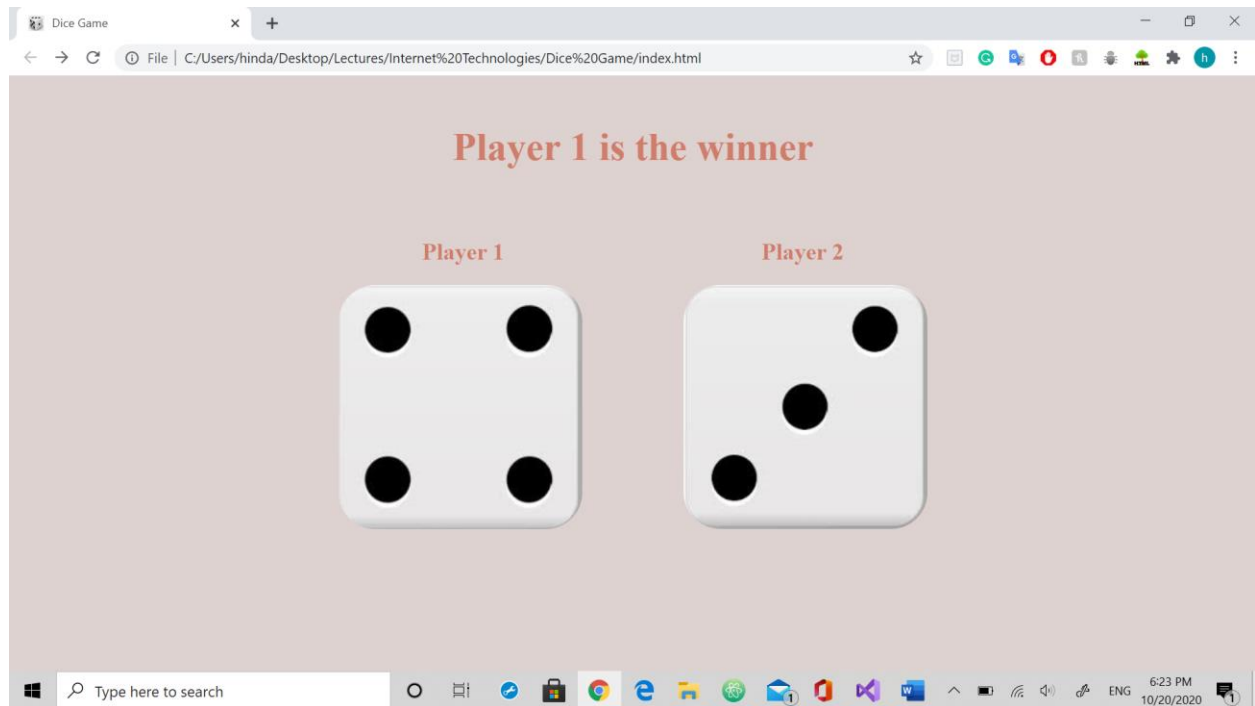 Dice Game
File | C:/Users/hinda/Desktop/Lectures/Internet%20Technologies/Dice%20Game/index.html
h
Player 1 is the winner
Player 1 Player 2
Type here to search
ENG
6:23 PM
10/20/2020